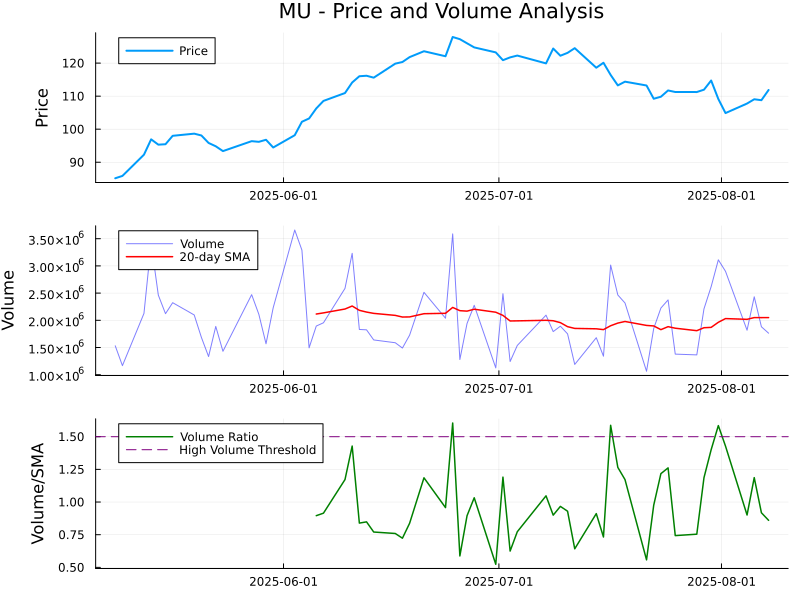 MU - Price and Volume Analysis
Price
Price
120
110
100
90
2025-06-01
2025-07-01
2025-08-01
Volume
Volume
20-day SMA
3.50×10⁶
3.00×10⁶
2.50×10⁶
2.00×10⁶
1.50×10⁶
1.00×10⁶
2025-06-01
2025-07-01
2025-08-01
Volume/SMA
Volume Ratio
High Volume Threshold
1.50
1.25
1.00
0.75
0.50
2025-06-01
2025-07-01
2025-08-01